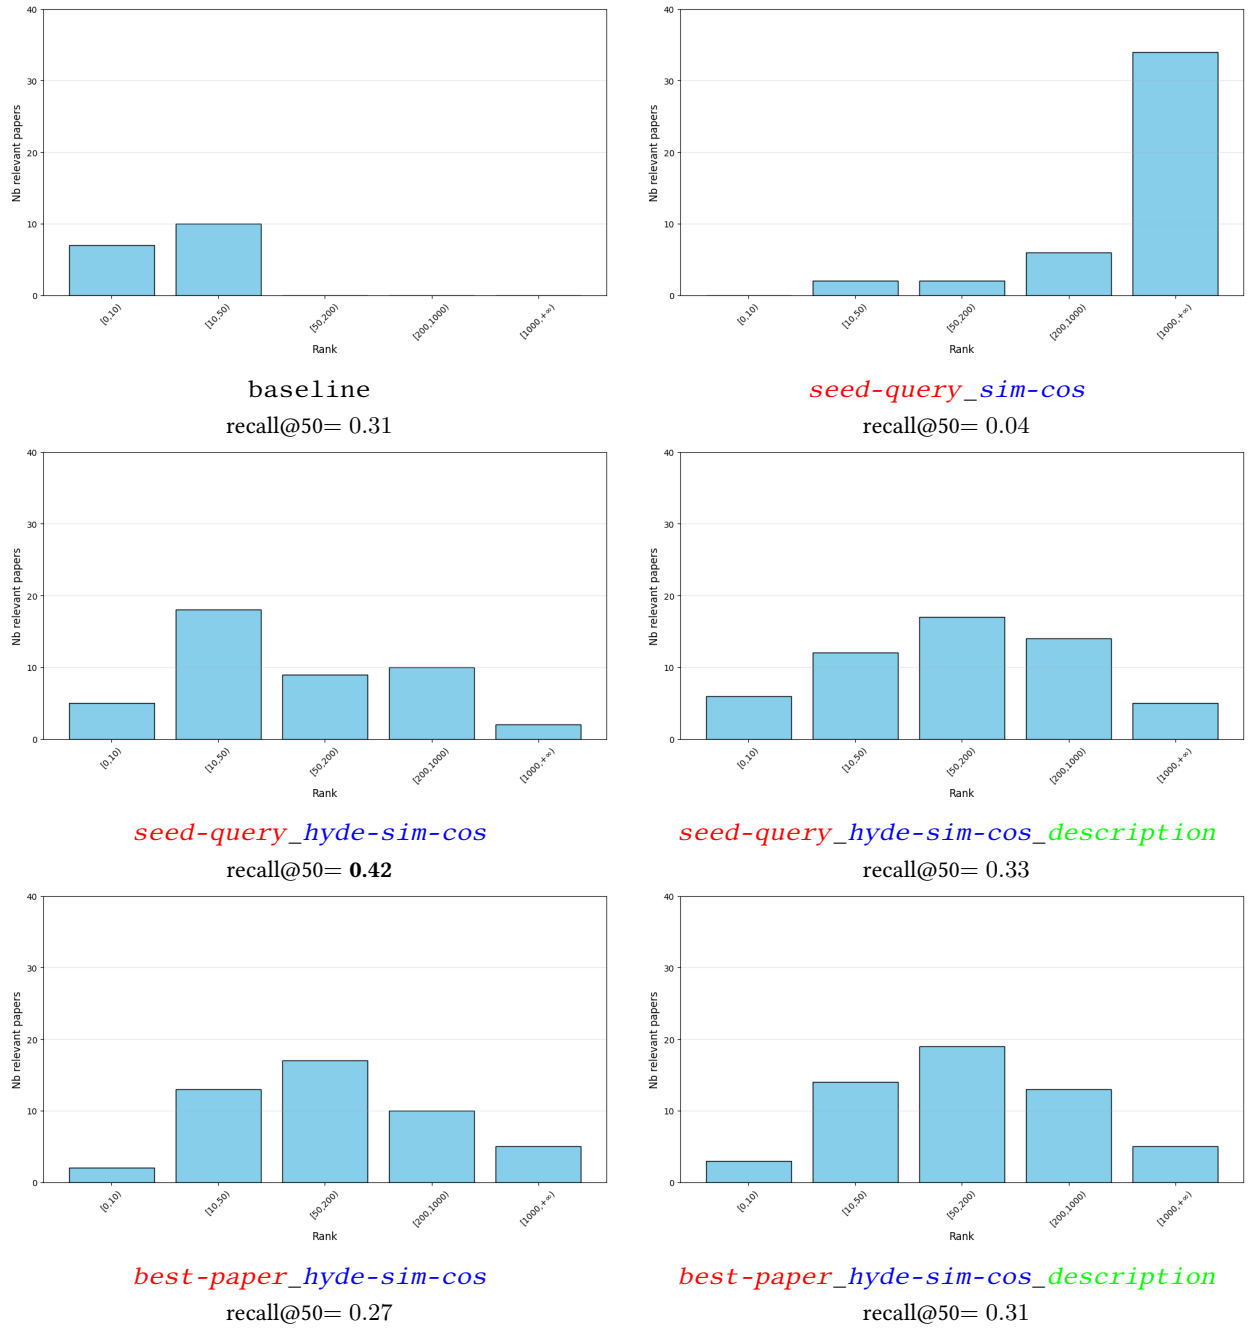 40
30
20
10
0
Nb relevant papers
[0,10)
[10,50)
[50,200)
[200,1000)
[1000,+∞)
Rank
baseline
recall@50= 0.31
40
30
20
10
0
Nb relevant papers
[0,10)
[10,50)
[50,200)
[200,1000)
[1000,+∞)
Rank
seed-query_sim-cos
recall@50= 0.04
40
30
20
10
0
Nb relevant papers
[0,10)
[10,50)
[50,200)
[200,1000)
[1000,+∞)
Rank
seed-query_hyde-sim-cos
recall@50= 0.42
40
30
20
10
0
Nb relevant papers
[0,10)
[10,50)
[50,200)
[200,1000)
[1000,+∞)
Rank
seed-query_hyde-sim-cos_description
recall@50= 0.33
40
30
20
10
0
Nb relevant papers
[0,10)
[10,50)
[50,200)
[200,1000)
[1000,+∞)
Rank
best-paper_hyde-sim-cos
recall@50= 0.27
40
30
20
10
0
Nb relevant papers
[0,10)
[10,50)
[50,200)
[200,1000)
[1000,+∞)
Rank
best-paper_hyde-sim-cos_description
recall@50= 0.31